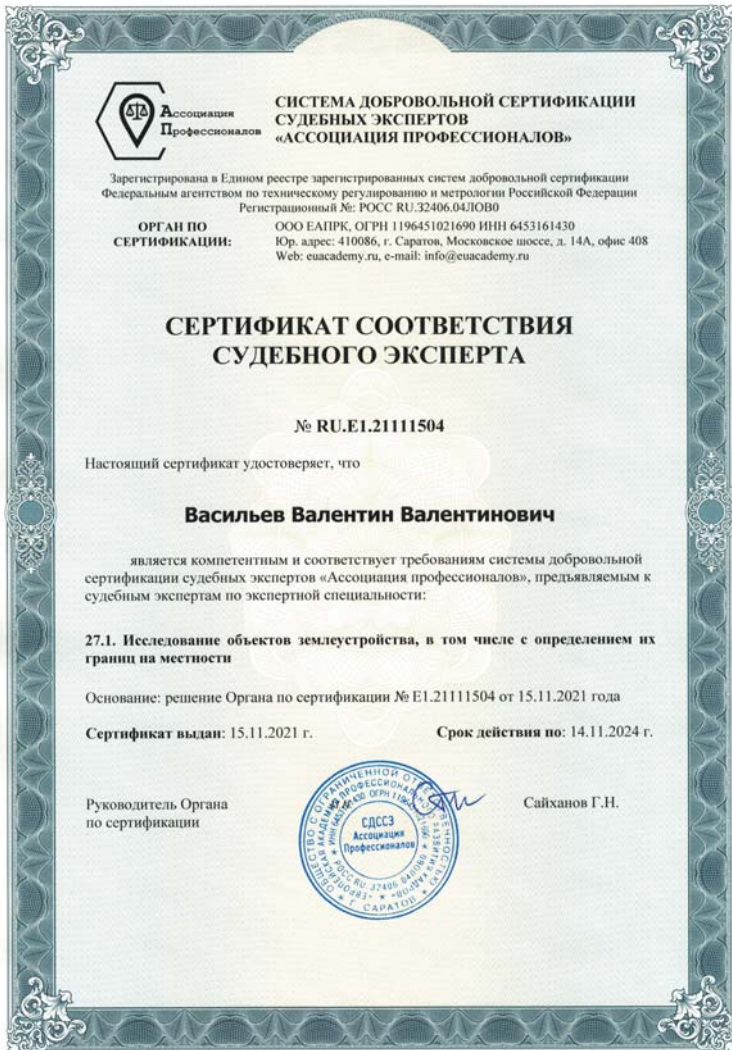 Ассоциация
Профессионалов
СИСТЕМА ДОБРОВОЛЬНОЙ СЕРТИФИКАЦИИ
СУДЕБНЫХ ЭКСПЕРТОВ
«АССОЦИАЦИЯ ПРОФЕССИОНАЛОВ»
Зарегистрирована в Едином реестре зарегистрированных систем добровольной сертификации
Федеральным агентством по техническому регулированию и метрологии Российской Федерации
Регистрационный №: РОСС RU.32406.04ЛОВ0
ОРГАН ПО
СЕРТИФИКАЦИИ:
ООО ЕАПРК, ОГРН 1196451021690 ИНН 6453161430
Юр. адрес: 410086, г. Саратов, Московское шоссе, д. 14А, офис 408
Web: euacademy.ru, e-mail: info@euacademy.ru
СЕРТИФИКАТ СООТВЕТСТВИЯ
СУДЕБНОГО ЭКСПЕРТА
№ RU.E1.21111504
Настоящий сертификат удостоверяет, что
Васильев Валентин Валентинович
является компетентным и соответствует требованиям системы добровольной
сертификации судебных экспертов «Ассоциация профессионалов», предъявляемым к
судебным экспертам по экспертной специальности:
27.1. Исследование объектов землеустройства, в том числе с определением их
границ на местности
Основание: решение Органа по сертификации № E1.21111504 от 15.11.2021 года
Сертификат выдан: 15.11.2021 г. Срок действия по: 14.11.2024 г.
Руководитель Органа
по сертификации
СДССЭ
Ассоциация
Профессионалов
Г. САРАТОВ
Сайханов Г.Н.